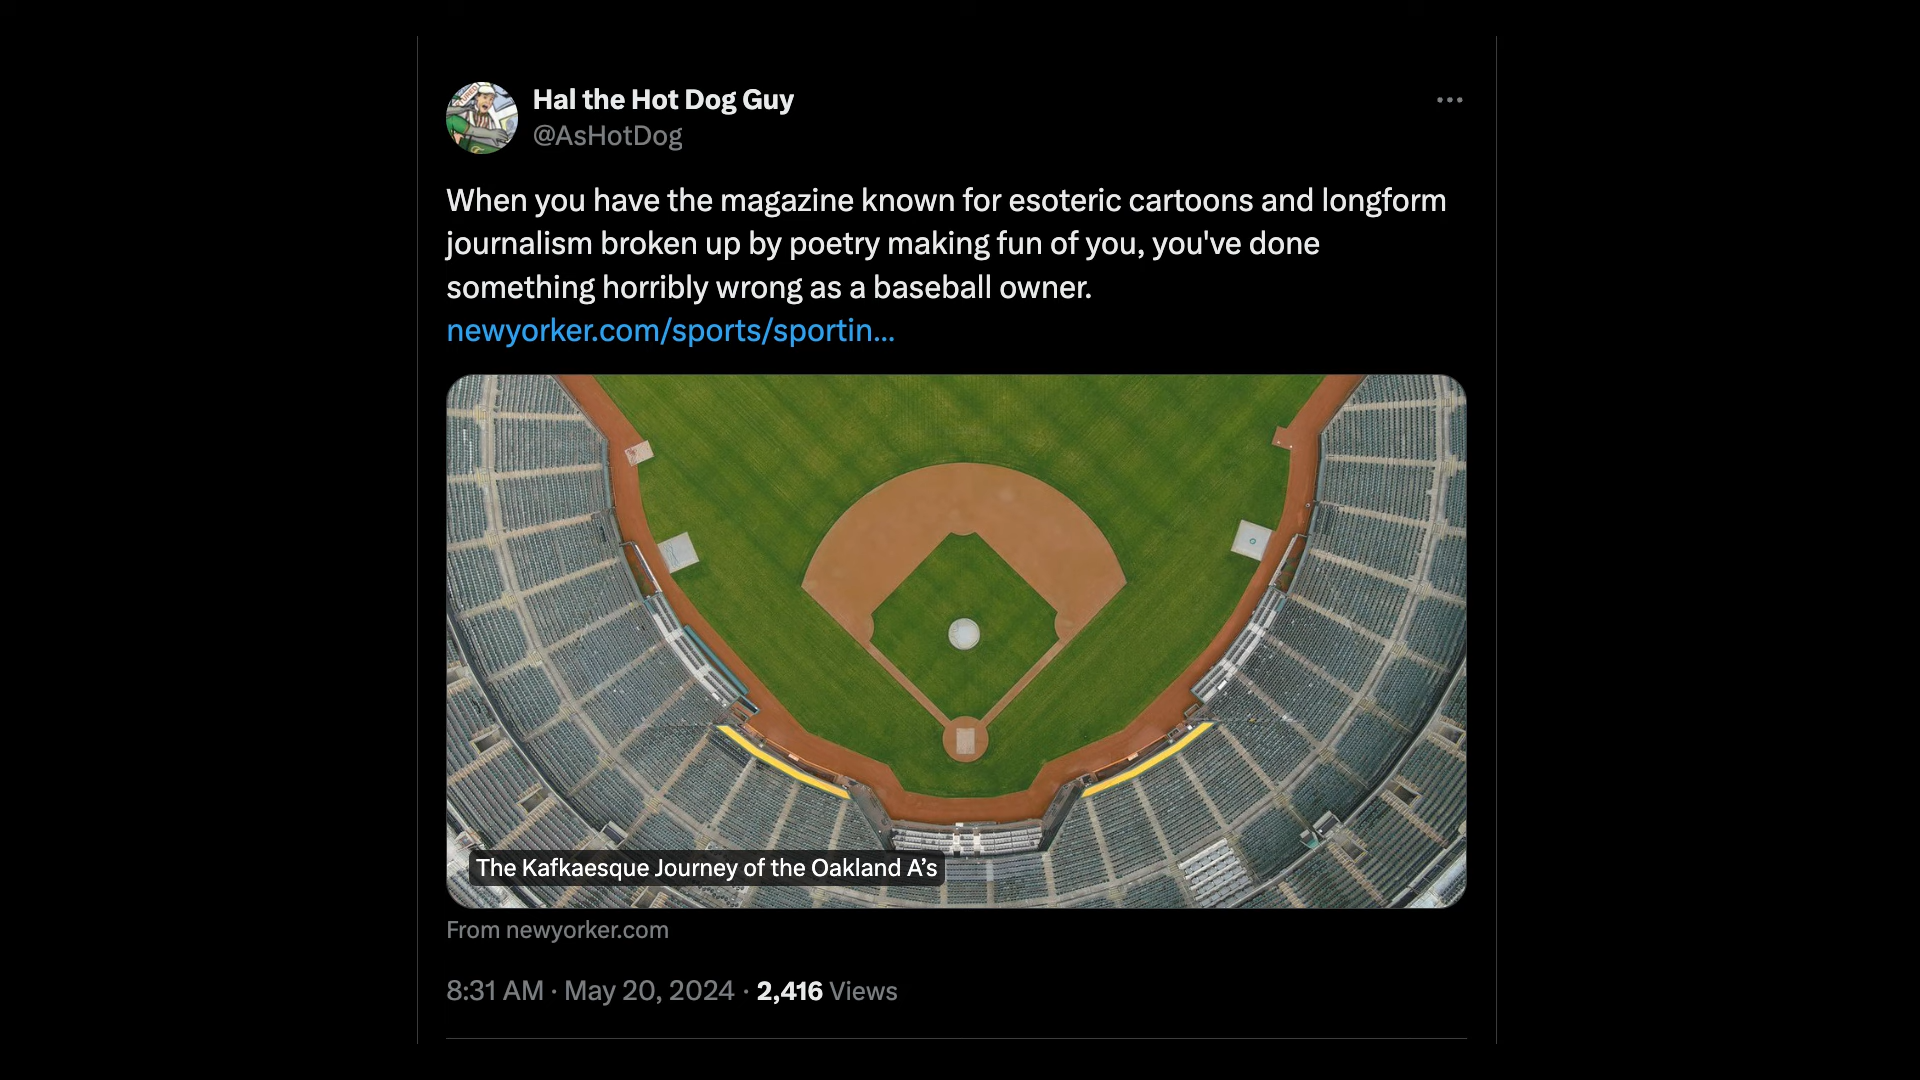 Hal the Hot Dog Guy
@AsHotDog
When you have the magazine known for esoteric cartoons and longform
journalism broken up by poetry making fun of you, you've done
something horribly wrong as a baseball owner.
newyorker.com/sports/sportin...
The Kafkaesque Journey of the Oakland A’s
From newyorker.com
8:31 AM · May 20, 2024 · 2,416 Views